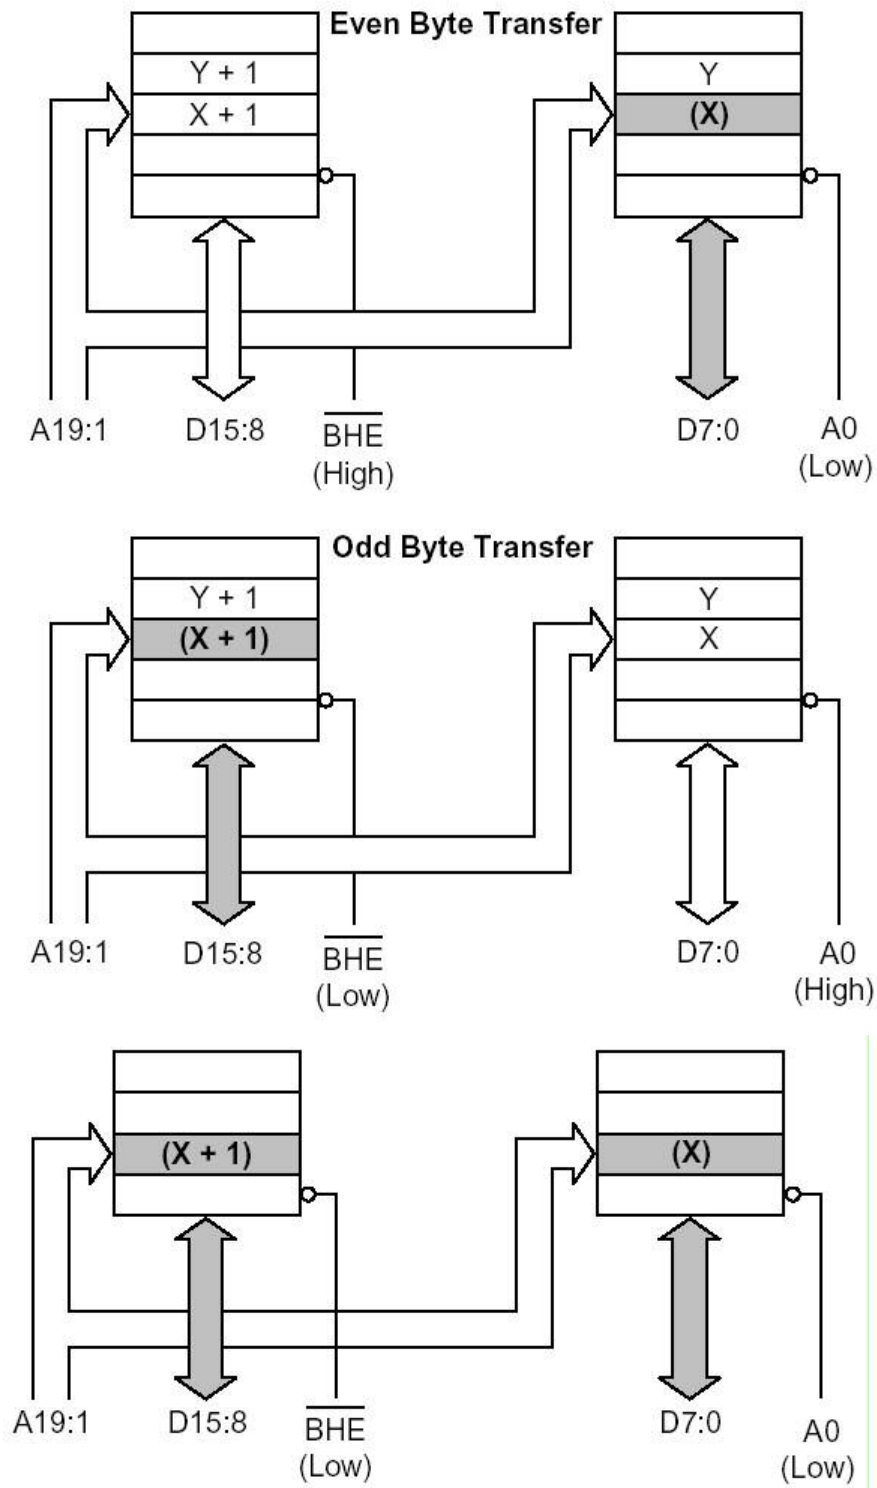 Even Byte Transfer
Y + 1
Y
X + 1
(X)
A19:1
D15:8
BHE
(High)
D7:0
A0
(Low)
Odd Byte Transfer
Y + 1
Y
(X + 1)
X
A19:1
D15:8
BHE
(Low)
D7:0
A0
(High)
(X + 1)
(X)
A19:1
D15:8
BHE
(Low)
D7:0
A0
(Low)